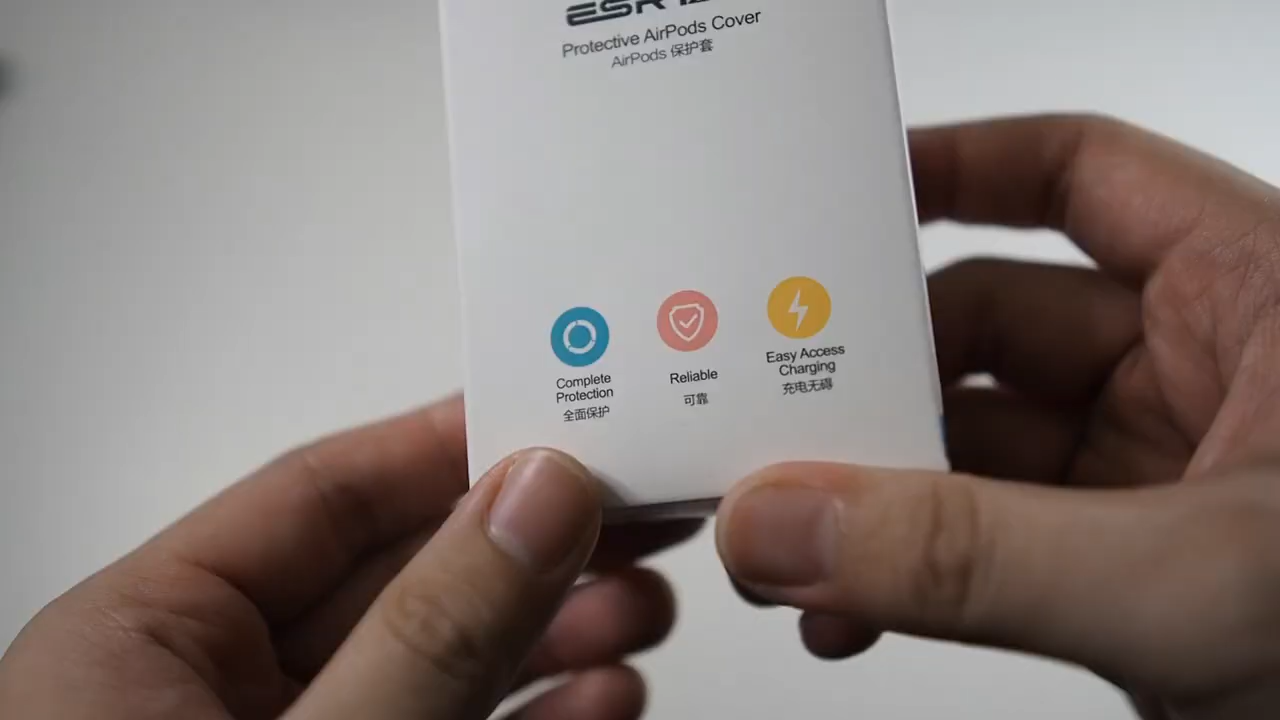 ESR
Protective AirPods Cover
AirPods 保护套
Complete
Protection
全面保护
Reliable
可靠
Easy Access
Charging
充电无碍